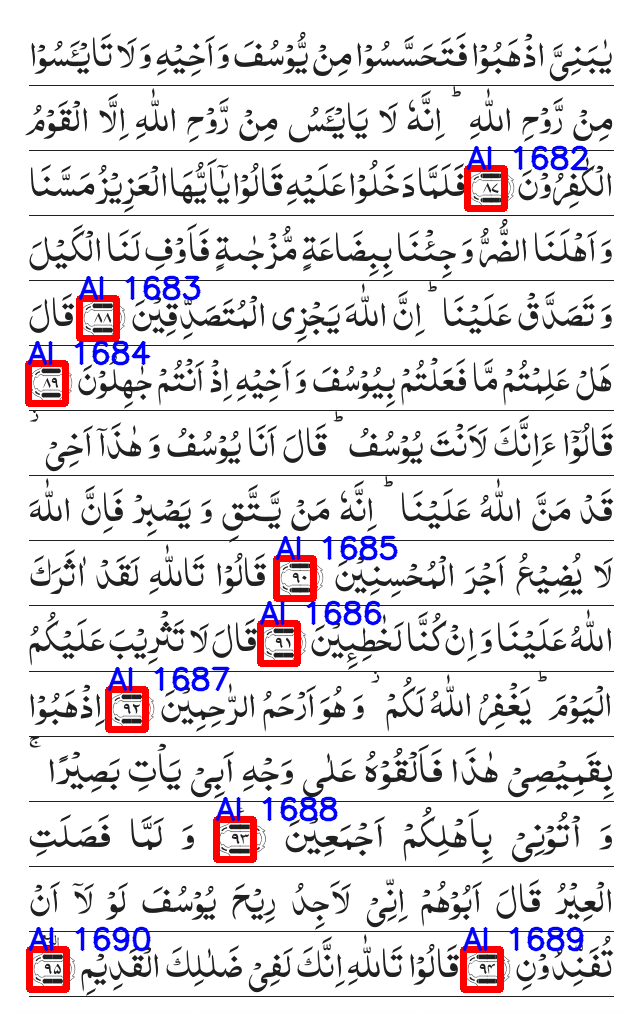 يٰبَنِىَّ اذْهَبُوْا فَتَحَسَّسُوْا مِنْ يُّوْسُفَ وَاَخِيْهِ وَلَا تَايْـَٔسُوْا
مِنْ رَّوْحِ اللّٰهِ ؕ اِنَّهٗ لَا يَايْـَٔسُ مِنْ رَّوْحِ اللّٰهِ اِلَّا الْقَوْمُ
AI 1682
الْكٰفِرُوْنَ ﴿۸۷﴾ فَلَمَّا دَخَلُوْا عَلَيْهِ قَالُوْا يٰۤاَيُّهَا الْعَزِيْزُ مَسَّنَا
وَاَهْلَنَا الضُّرُّ وَجِئْنَا بِبِضَاعَةٍ مُّزْجٰىةٍ فَاَوْفِ لَنَا الْكَيْلَ
AI 1683
وَتَصَدَّقْ عَلَيْنَا ؕ اِنَّ اللّٰهَ يَجْزِى الْمُتَصَدِّقِيْنَ ﴿۸۸﴾ قَالَ
AI 1684
هَلْ عَلِمْتُمْ مَّا فَعَلْتُمْ بِيُوْسُفَ وَاَخِيْهِ اِذْ اَنْتُمْ جٰهِلُوْنَ ﴿۸۹﴾
قَالُوْۤا ءَاِنَّكَ لَاَنْتَ يُوْسُفُ ؕ قَالَ اَنَا يُوْسُفُ وَهٰذَاۤ اَخِىْ ز
قَدْ مَنَّ اللّٰهُ عَلَيْنَا ؕ اِنَّهٗ مَنْ يَّتَّقِ وَيَصْبِرْ فَاِنَّ اللّٰهَ
AI 1685
لَا يُضِيْعُ اَجْرَ الْمُحْسِنِيْنَ ﴿۹۰﴾ قَالُوْا تَاللّٰهِ لَقَدْ اٰثَرَكَ
AI 1686
اللّٰهُ عَلَيْنَا وَاِنْ كُنَّا لَخٰطِـِٕيْنَ ﴿۹۱﴾ قَالَ لَا تَثْرِيْبَ عَلَيْكُمُ
AI 1687
الْيَوْمَ ؕ يَغْفِرُ اللّٰهُ لَكُمْ ز وَهُوَ اَرْحَمُ الرّٰحِمِيْنَ ﴿۹۲﴾ اِذْهَبُوْا
بِقَمِيْصِىْ هٰذَا فَاَلْقُوْهُ عَلٰى وَجْهِ اَبِىْ يَاْتِ بَصِيْرًا ۚ
AI 1688
وَاْتُوْنِىْ بِاَهْلِكُمْ اَجْمَعِيْنَ ﴿۹۳﴾ وَلَمَّا فَصَلَتِ
الْعِيْرُ قَالَ اَبُوْهُمْ اِنِّىْ لَاَجِدُ رِيْحَ يُوْسُفَ لَوْ لَاۤ اَنْ
AI 1689 AI 1690
تُفَنِّدُوْنِ ﴿۹۴﴾ قَالُوْا تَاللّٰهِ اِنَّكَ لَفِىْ ضَلٰلِكَ الْقَدِيْمِ ﴿۹۵﴾